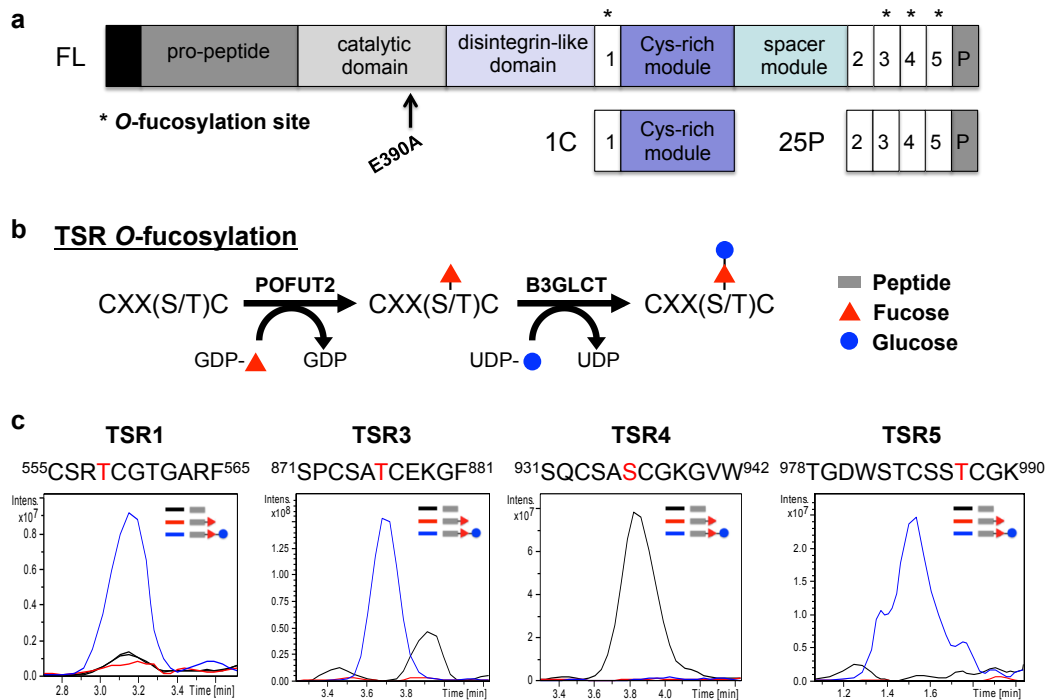 a
FL
pro-peptide
catalytic
domain
disintegrin-like
domain
*
1
Cys-rich
module
spacer
module
* * *
2 3 4 5 P
* O-fucosylation site
E390A
1C
1
Cys-rich
module
25P
2 3 4 5 P
b
TSR O-fucosylation
CXX(S/T)C
POFUT2
GDP-
GDP
CXX(S/T)C
B3GLCT
UDP-
UDP
CXX(S/T)C
Peptide
Fucose
Glucose
c
TSR1
555CSRTCGTGARF565
Intens.
x10^7
0.8
0.6
0.4
0.2
0.0
2.8 3.0 3.4 Time [min]
TSR3
871SPCSATCEKGF881
Intens.
x10^8
1.25
1.00
0.75
0.50
0.25
0.00
3.4 3.6 3.8 Time [min]
TSR4
931SQCSASCGKGVW942
Intens.
x10^7
6
4
2
0
3.4 3.6 3.8 4.0 Time [min]
TSR5
978TGDWSTCSSTCGK990
Intens.
x10^7
2.0
1.5
1.0
0.5
0.0
1.2 1.4 1.6 Time [min]